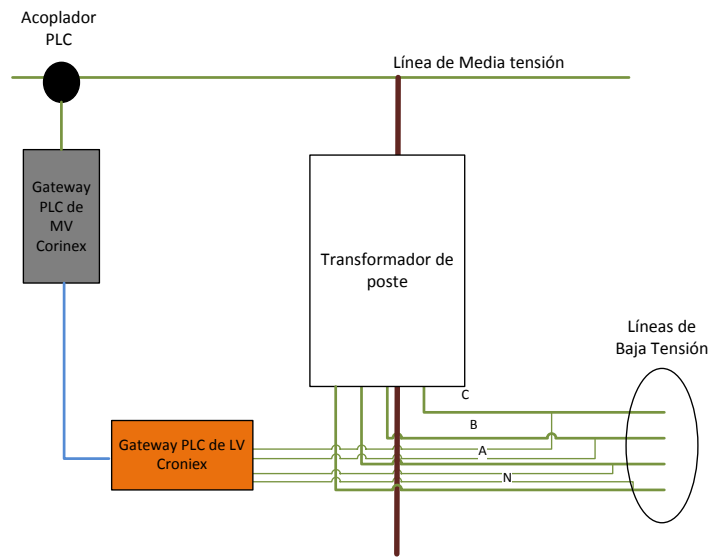 Acoplador
PLC
Línea de Media tensión
Gateway
PLC de
MV
Corinex
Transformador de
poste
Líneas de
Baja Tensión
C
B
Gateway PLC de LV
Croniex
A
N